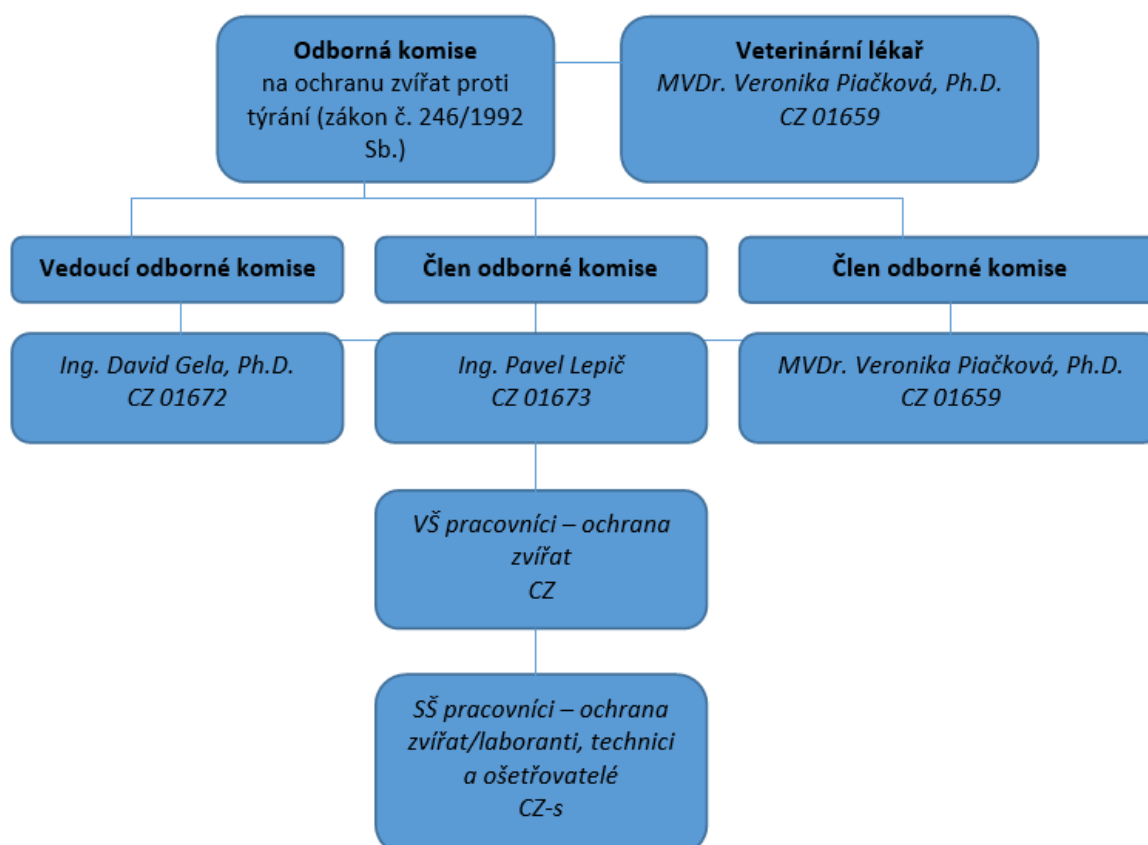 Odborná komise
na ochranu zvířat proti
týrání (zákon č. 246/1992
Sb.)
Veterinární lékař
MVDr. Veronika Piačková, Ph.D.
CZ 01659
Vedoucí odborné komise
Člen odborné komise
Člen odborné komise
Ing. David Gela, Ph.D.
CZ 01672
Ing. Pavel Lepič
CZ 01673
MVDr. Veronika Piačková, Ph.D.
CZ 01659
VŠ pracovníci – ochrana
zvířat
CZ
SŠ pracovníci – ochrana
zvířat/laboranti, technici
a ošetřovatelé
CZ-s